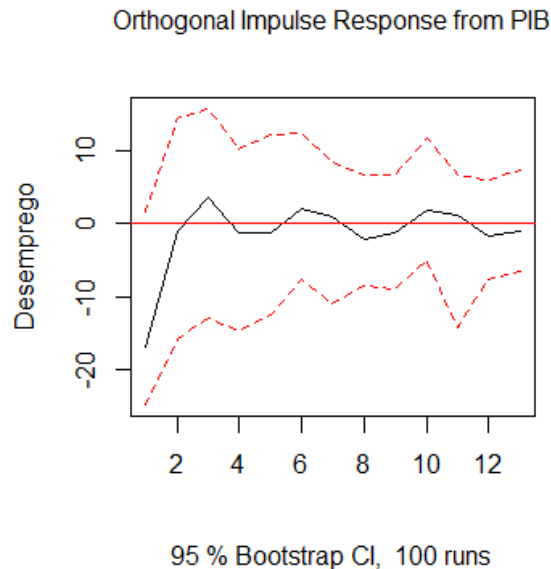 Orthogonal Impulse Response from PIB
Desemprego
10
0
-10
-20
2 4 6 8 10 12
95 % Bootstrap CI, 100 runs